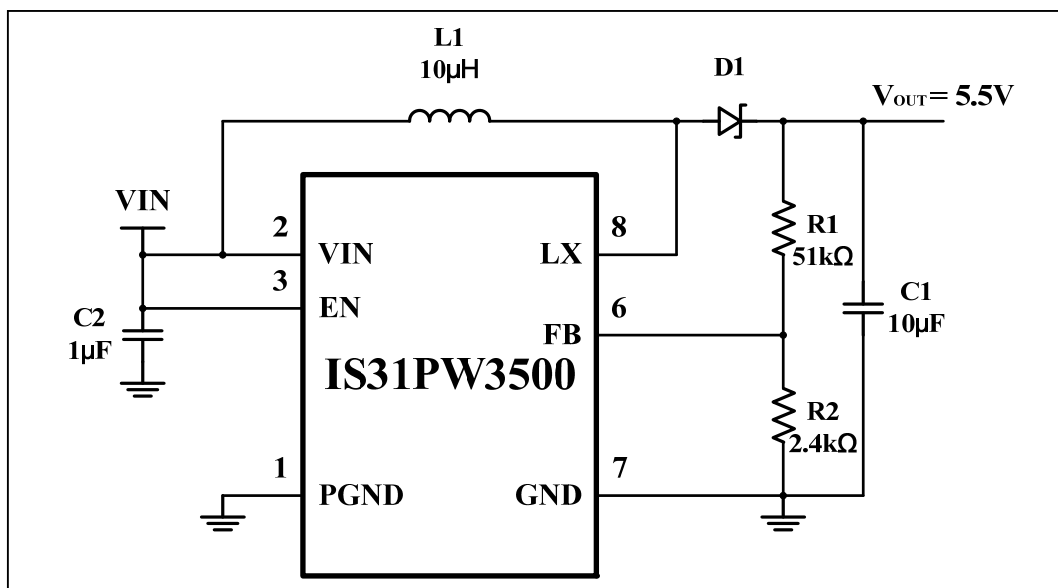 L1
10µH
D1
VOUT= 5.5V
VIN
2
VIN
LX
8
R1
51kΩ
3
EN
C2
1µF
FB
6
C1
10µF
IS31PW3500
R2
2.4kΩ
1
PGND
GND
7